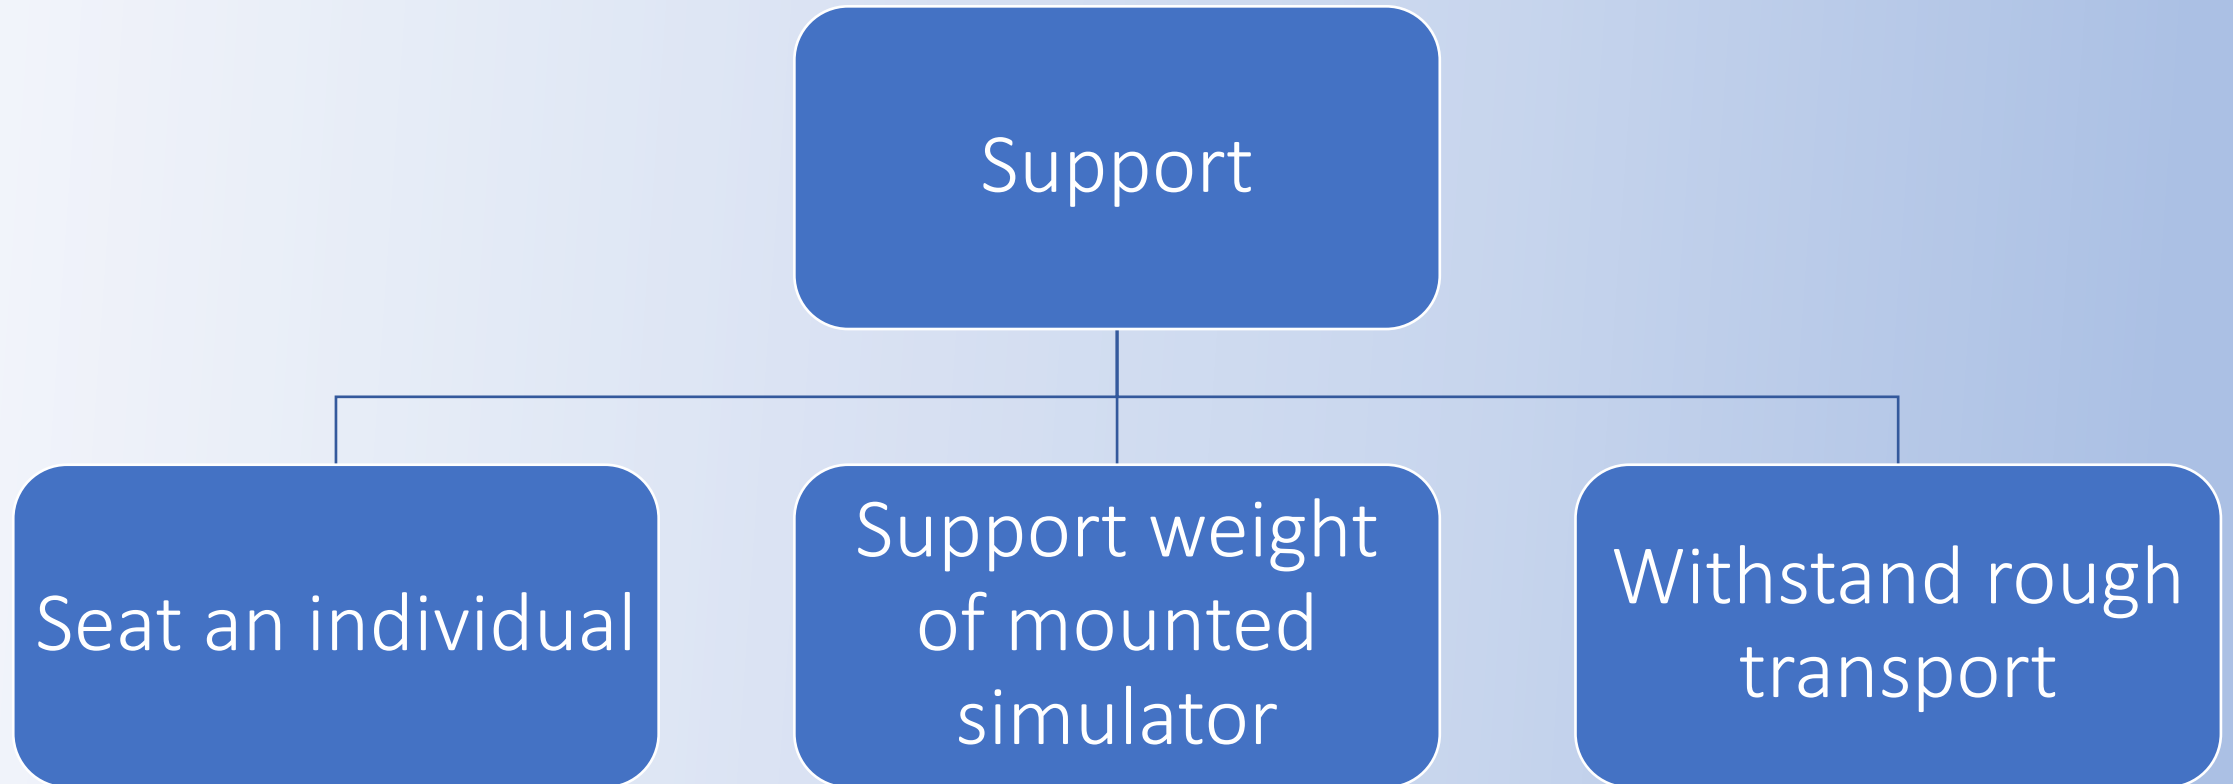 Support
Seat an individual
Support weight
of mounted
simulator
Withstand rough
transport